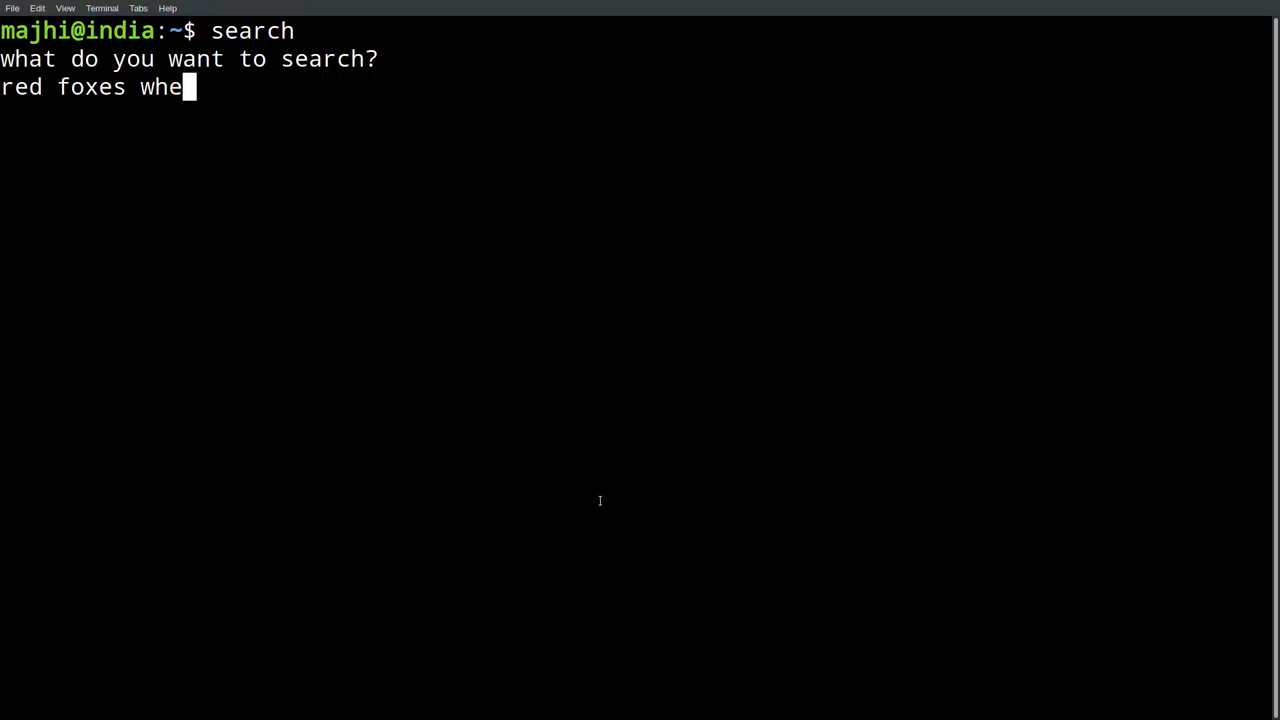 File Edit View Terminal Tabs Help
majhi@india:~$ search
what do you want to search?
red foxes whe